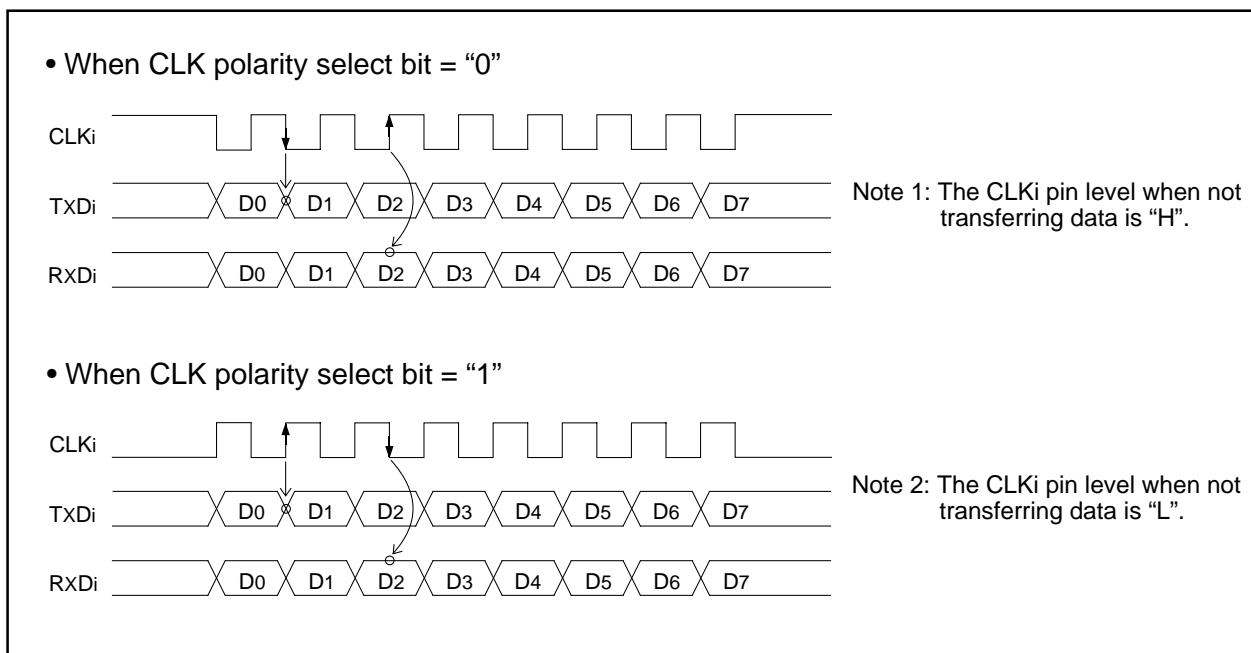 • When CLK polarity select bit = “0”
CLKi
TXDi D0 D1 D2 D3 D4 D5 D6 D7
RXDi D0 D1 D2 D3 D4 D5 D6 D7
Note 1: The CLKi pin level when not
transferring data is “H”.
• When CLK polarity select bit = “1”
CLKi
TXDi D0 D1 D2 D3 D4 D5 D6 D7
RXDi D0 D1 D2 D3 D4 D5 D6 D7
Note 2: The CLKi pin level when not
transferring data is “L”.